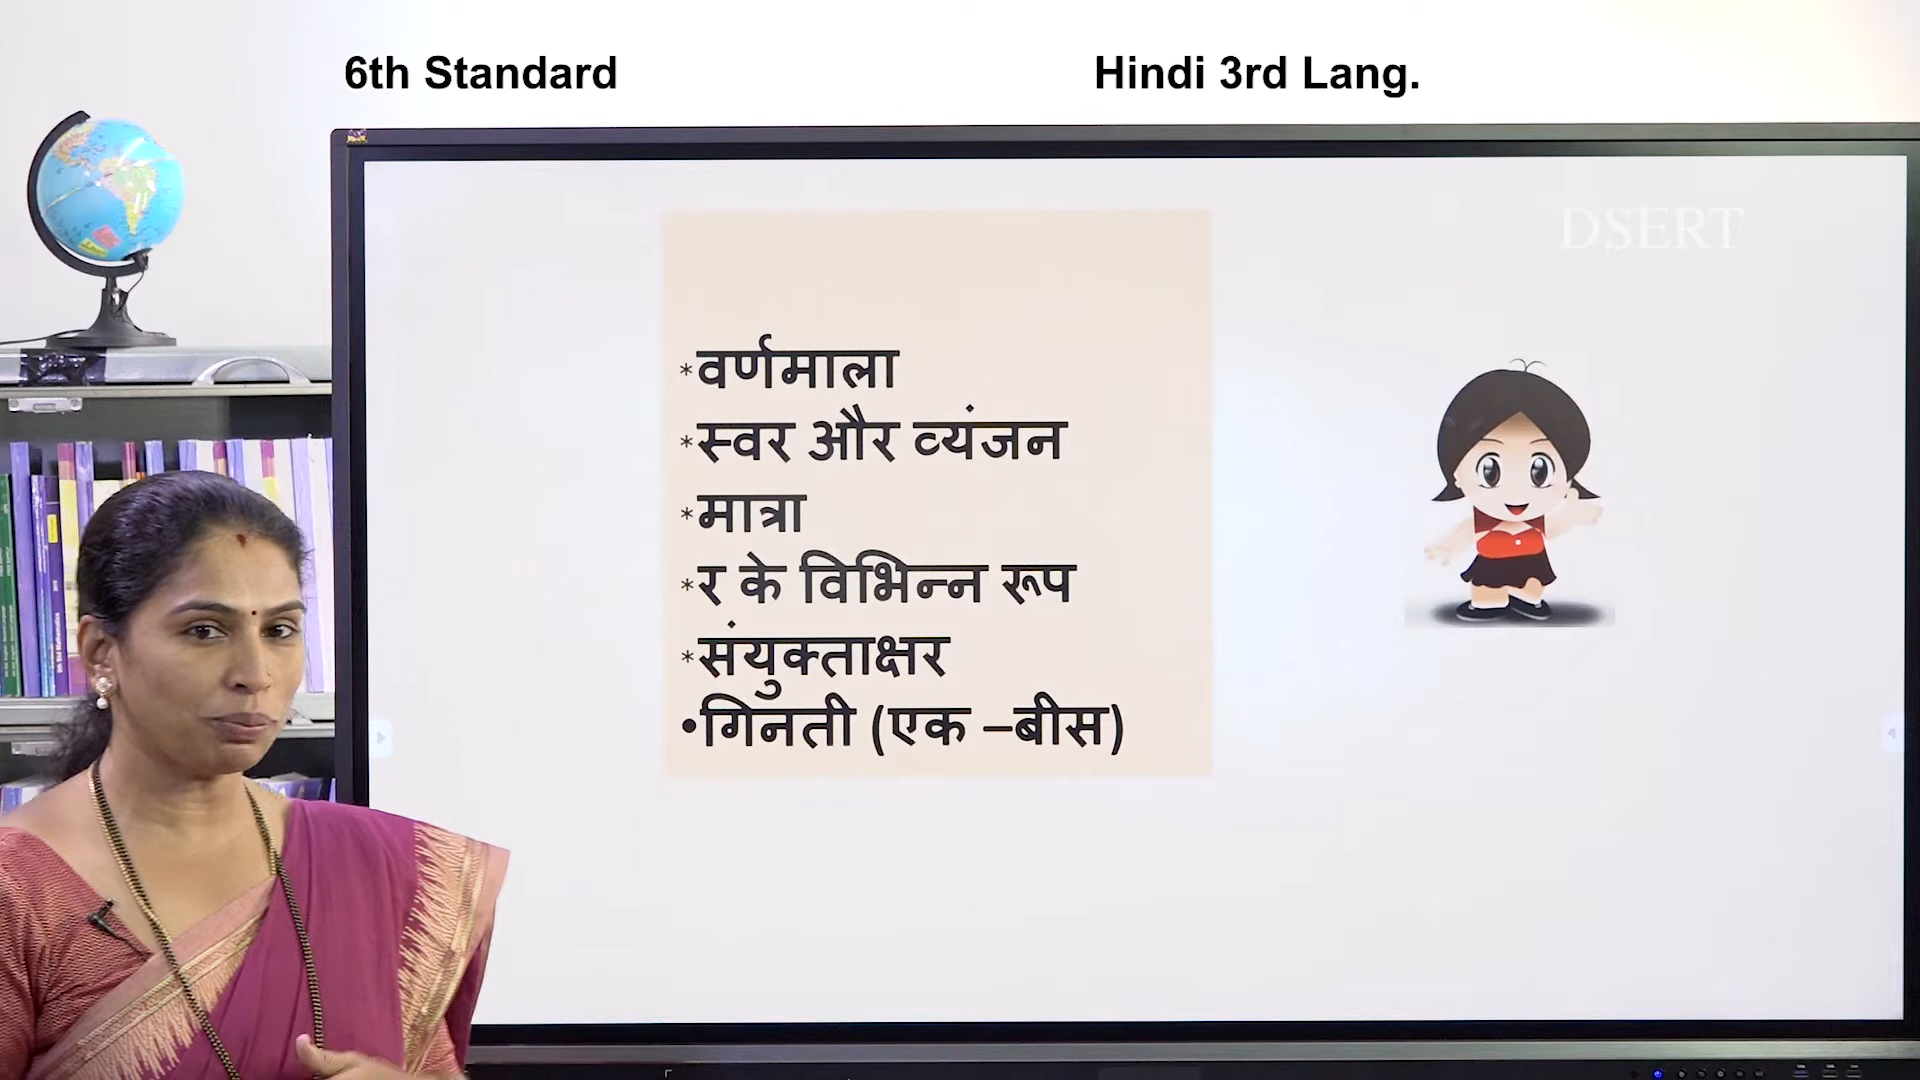 6th Standard
Hindi 3rd Lang.
DSERT
*वर्णमाला
*स्वर और व्यंजन
*मात्रा
*र के विभिन्न रूप
*संयुक्ताक्षर
•गिनती (एक –बीस)